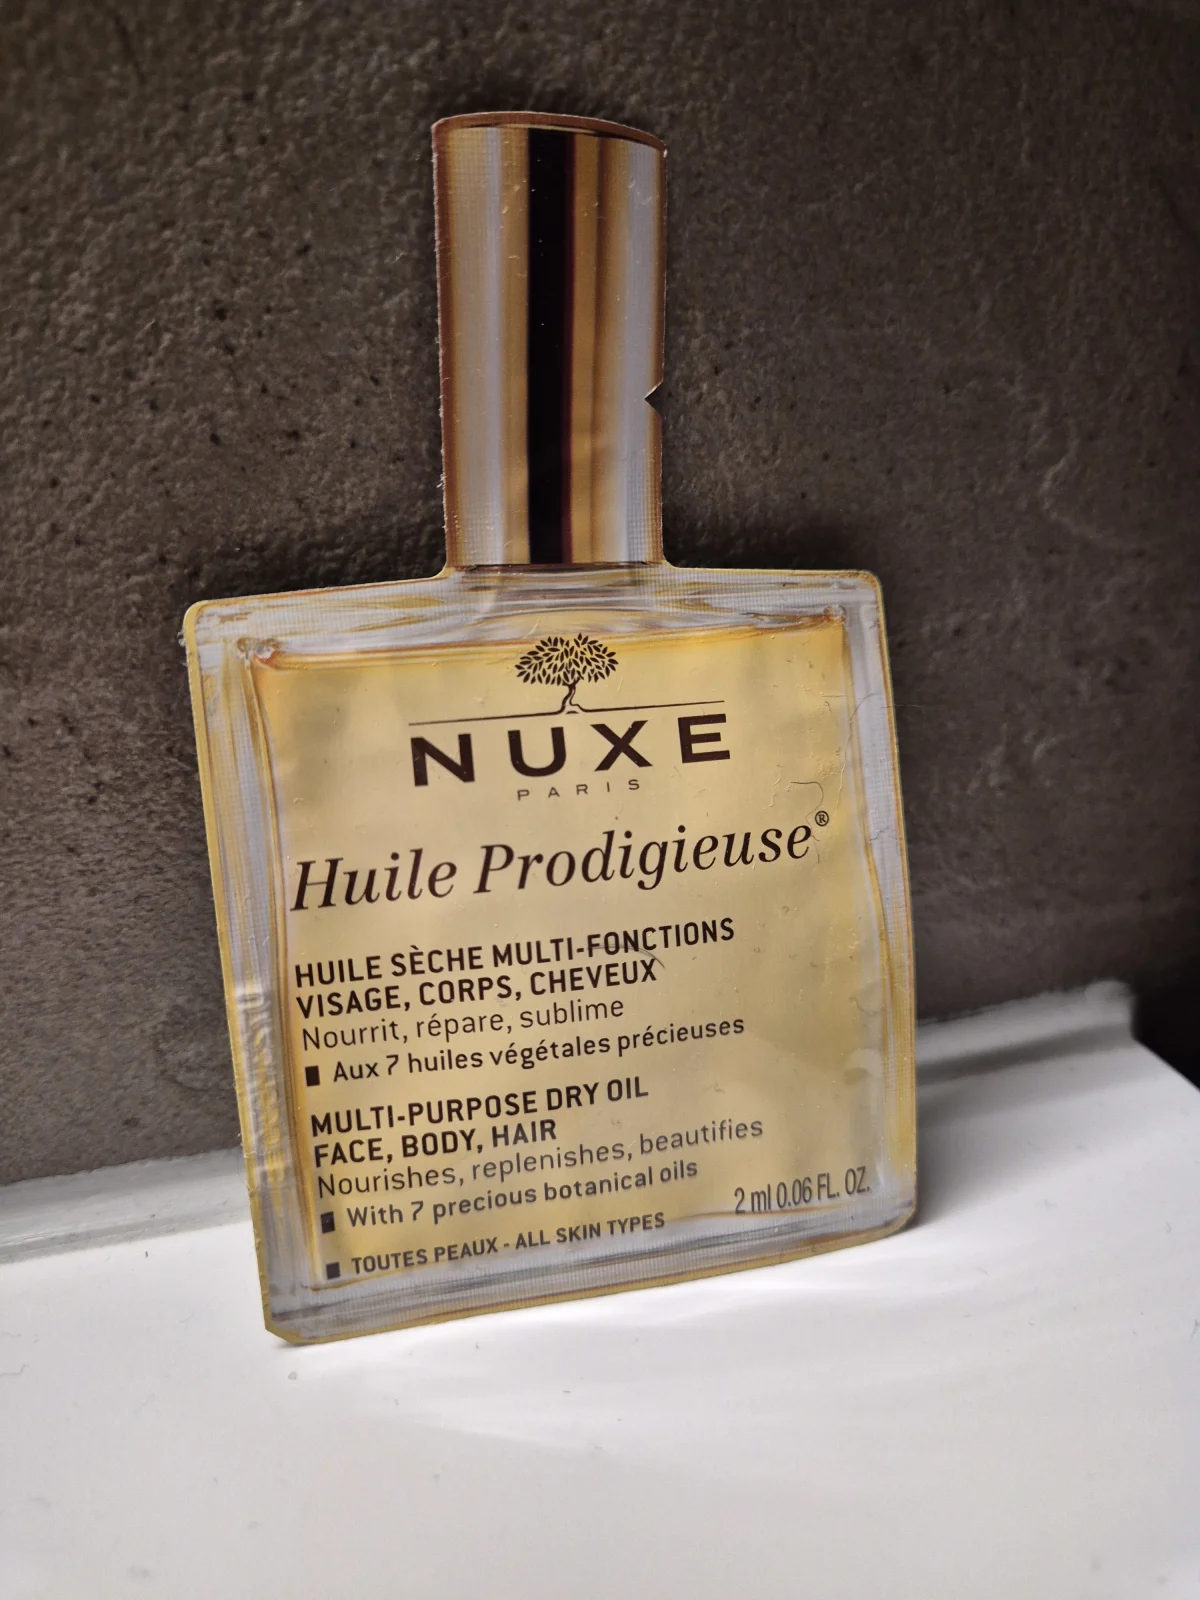 NUXE
PARIS
Huile Prodigieuse®
HUILE SÈCHE MULTI-FONCTIONS
VISAGE, CORPS, CHEVEUX
Nourrit, répare, sublime
■ Aux 7 huiles végétales précieuses
MULTI-PURPOSE DRY OIL
FACE, BODY, HAIR
Nourishes, replenishes, beautifies
■ With 7 precious botanical oils
2 ml 0.06 FL. OZ.
■ TOUTES PEAUX - ALL SKIN TYPES